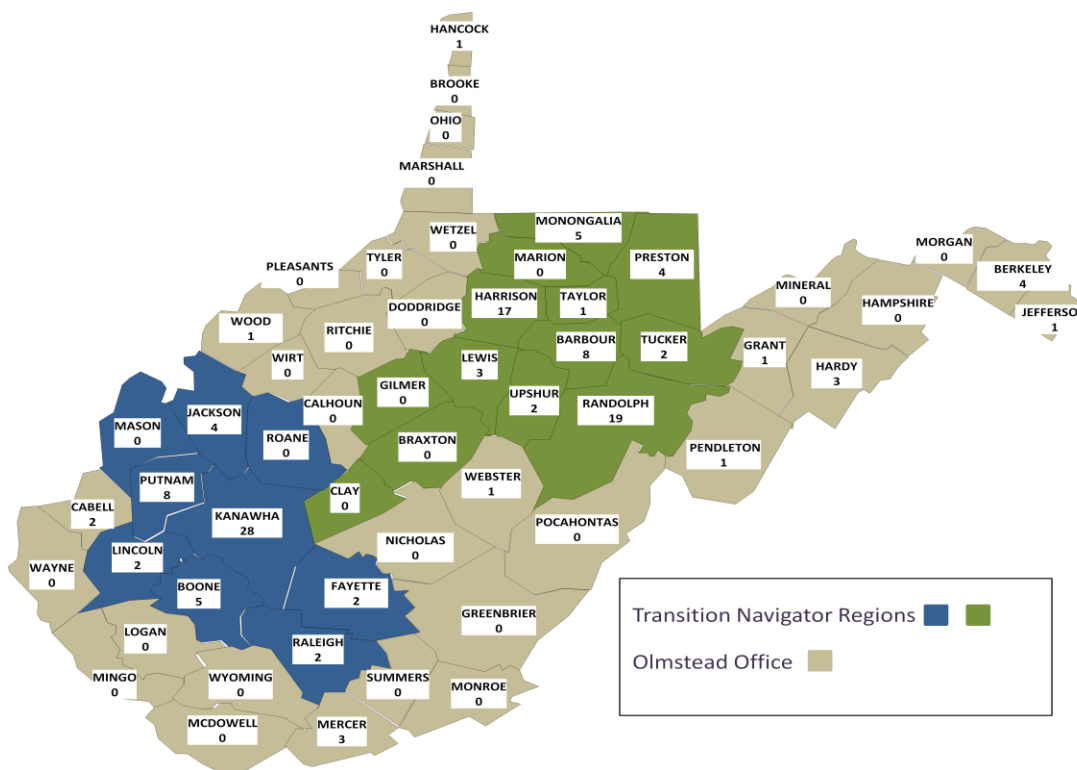 HANCOCK
1
BROOKE
0
OHIO
0
MARSHALL
0
WETZEL
0
MONONGALIA
5
TYLER
0
MARION
0
PRESTON
4
PLEASANTS
0
MORGAN
0
BERKELEY
4
MINERAL
0
HAMPSHIRE
0
JEFFERSO
1
HARRISON
17
TAYLOR
1
DODDRIDGE
0
WOOD
1
RITCHIE
0
BARBOUR
8
TUCKER
2
GRANT
1
WIRT
0
LEWIS
3
HARDY
3
GILMER
0
UPSHUR
2
RANDOLPH
19
CALHOUN
0
JACKSON
4
MASON
0
ROANE
0
BRAXTON
0
PENDLETON
1
PUTNAM
8
WEBSTER
1
CLAY
0
CABELL
2
KANAWHA
28
POCAHONTAS
0
NICHOLAS
0
LINCOLN
2
WAYNE
0
BOONE
5
FAYETTE
2
GREENBRIER
0
LOGAN
0
RALEIGH
2
MINGO
0
WYOMING
0
SUMMERS
0
MONROE
0
MCDOWELL
0
MERCER
3
Transition Navigator Regions
Olmstead Office